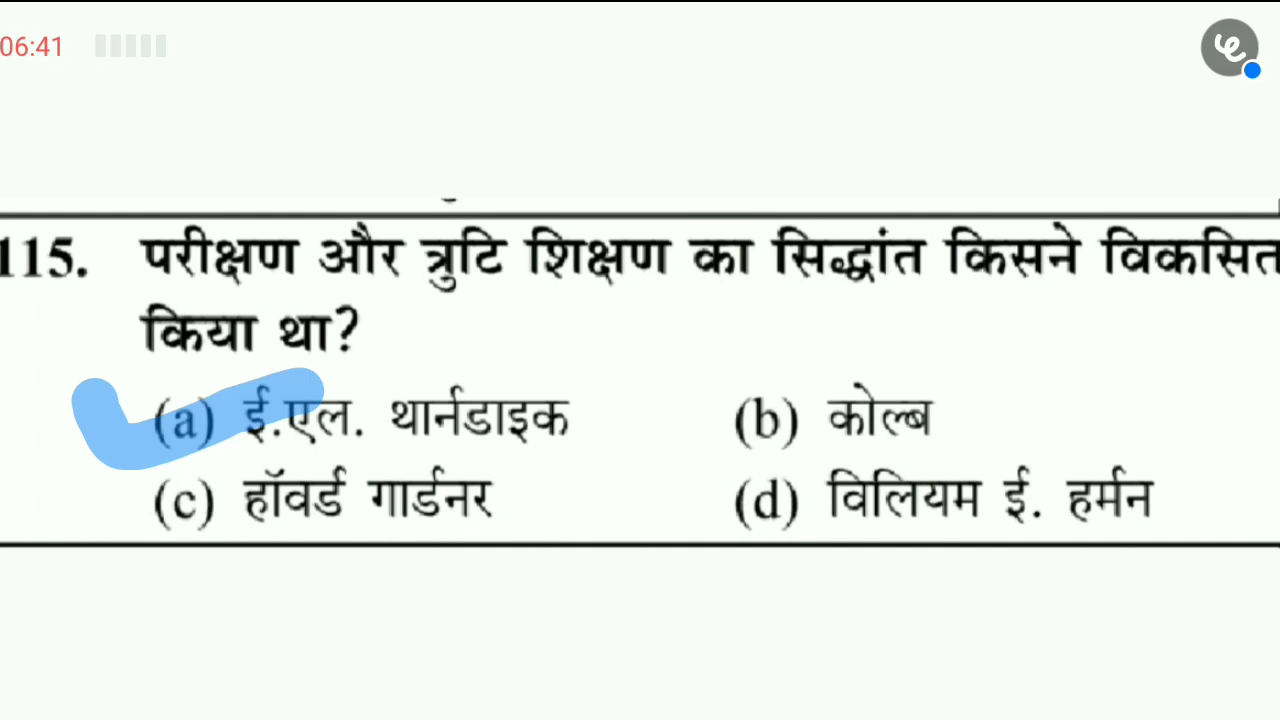 06:41
115. परीक्षण और त्रुटि शिक्षण का सिद्धांत किसने विकसित
किया था?
(a) ई.एल. थार्नडाइक (b) कोल्ब
(c) हॉवर्ड गार्डनर (d) विलियम ई. हर्मन